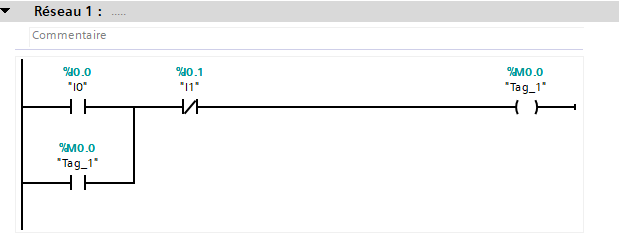 Réseau 1 : .....
Commentaire
%I0.0 %I0.1 %M0.0
"I0" "I1" "Tag_1"
%M0.0
"Tag_1"